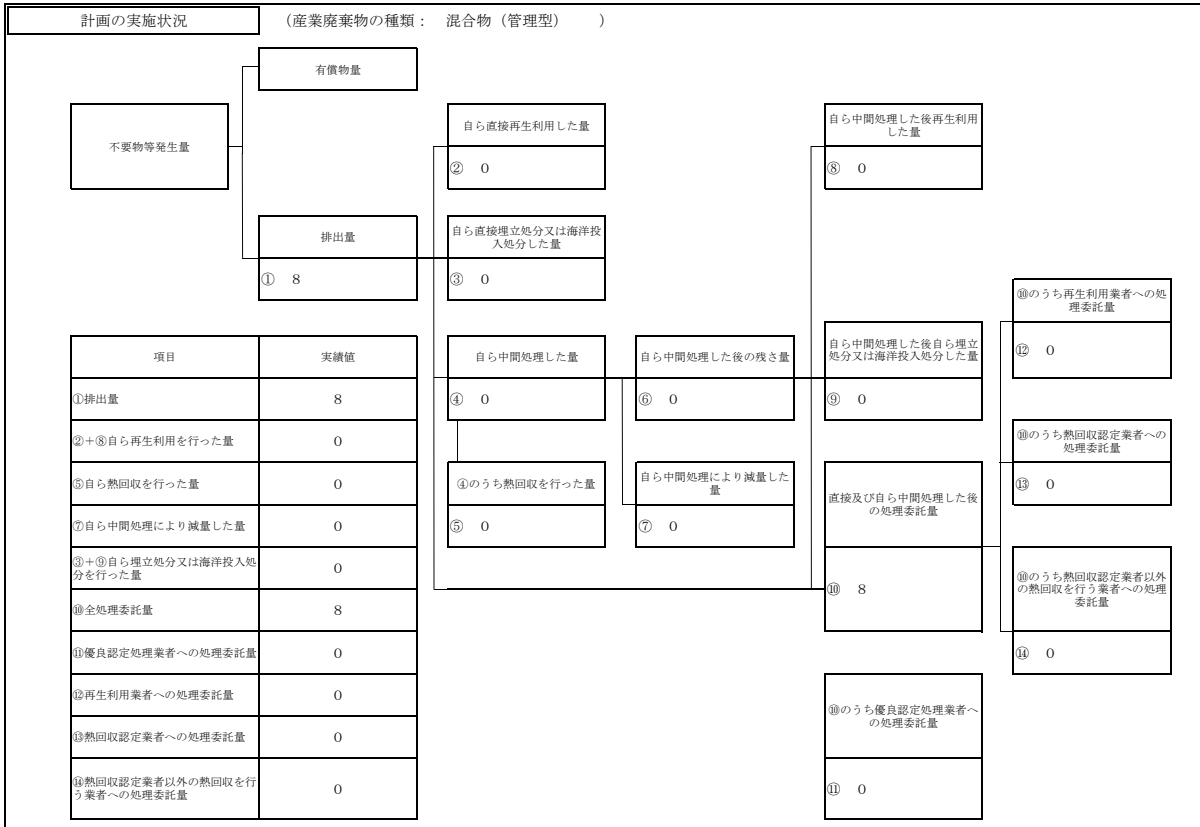 計画の実施状況
（産業廃棄物の種類： 混合物（管理型） ）
有償物量
不要物等発生量
自ら直接再生利用した量
② 0
自ら中間処理した後再生利用
した量
⑧ 0
排出量
① 8
自ら直接埋立処分又は海洋投
入処分した量
③ 0
⑩のうち再生利用業者への処
理委託量
⑫ 0
項目 実績値
①排出量 8
②+⑧自ら再生利用を行った量 0
⑤自ら熱回収を行った量 0
⑦自ら中間処理により減量した量 0
③+⑨自ら埋立処分又は海洋投入処
分を行った量 0
⑩全処理委託量 8
⑪優良認定処理業者への処理委託量 0
⑫再生利用業者への処理委託量 0
⑬熱回収認定業者への処理委託量 0
⑭熱回収認定業者以外の熱回収を行
う業者への処理委託量 0
自ら中間処理した量
④ 0
自ら中間処理した後の残さ量
⑥ 0
自ら中間処理した後自ら埋立
処分又は海洋投入処分した量
⑨ 0
④のうち熱回収を行った量
⑤ 0
自ら中間処理により減量した
量
⑦ 0
直接及び自ら中間処理した後
の処理委託量
⑩ 8
⑩のうち熱回収認定業者への
処理委託量
⑬ 0
⑩のうち熱回収認定業者以外
の熱回収を行う業者への処理
委託量
⑭ 0
⑩のうち優良認定処理業者へ
の処理委託量
⑪ 0